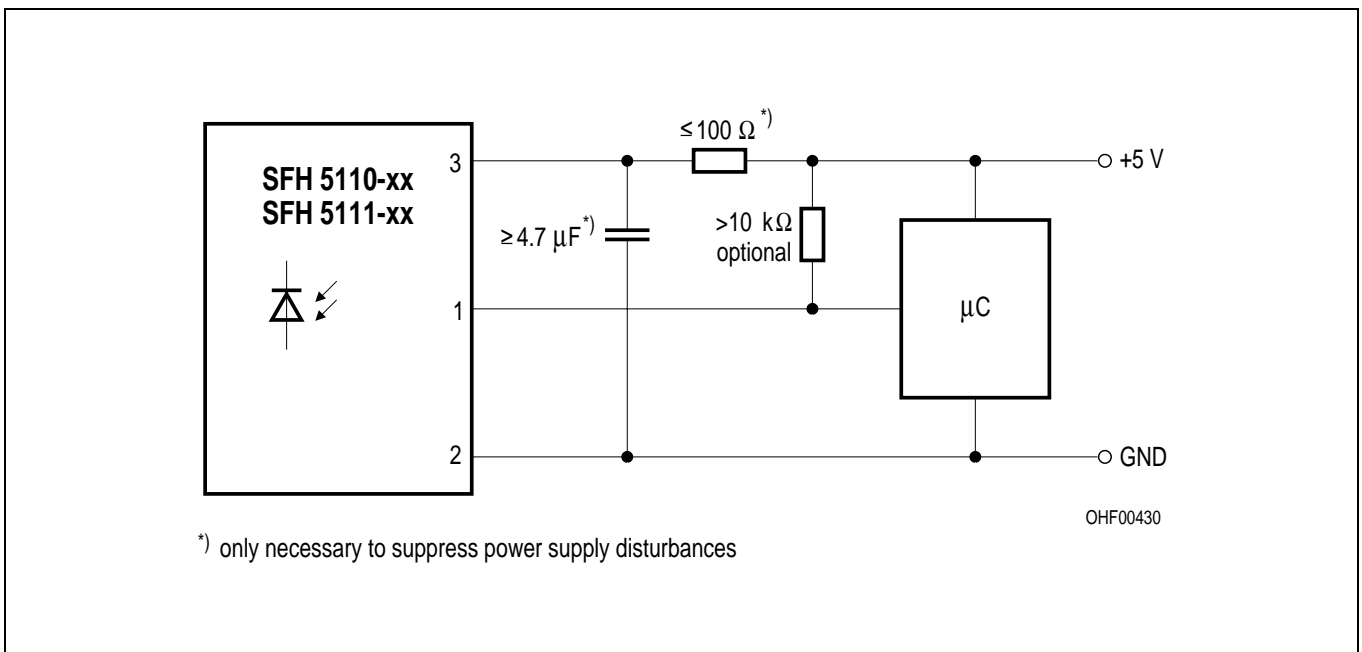 ≤100 Ω *)
3
+5 V
SFH 5110-xx
SFH 5111-xx
≥4.7 μF *)
>10 kΩ
optional
1
μC
2
GND
OHF00430
*) only necessary to suppress power supply disturbances